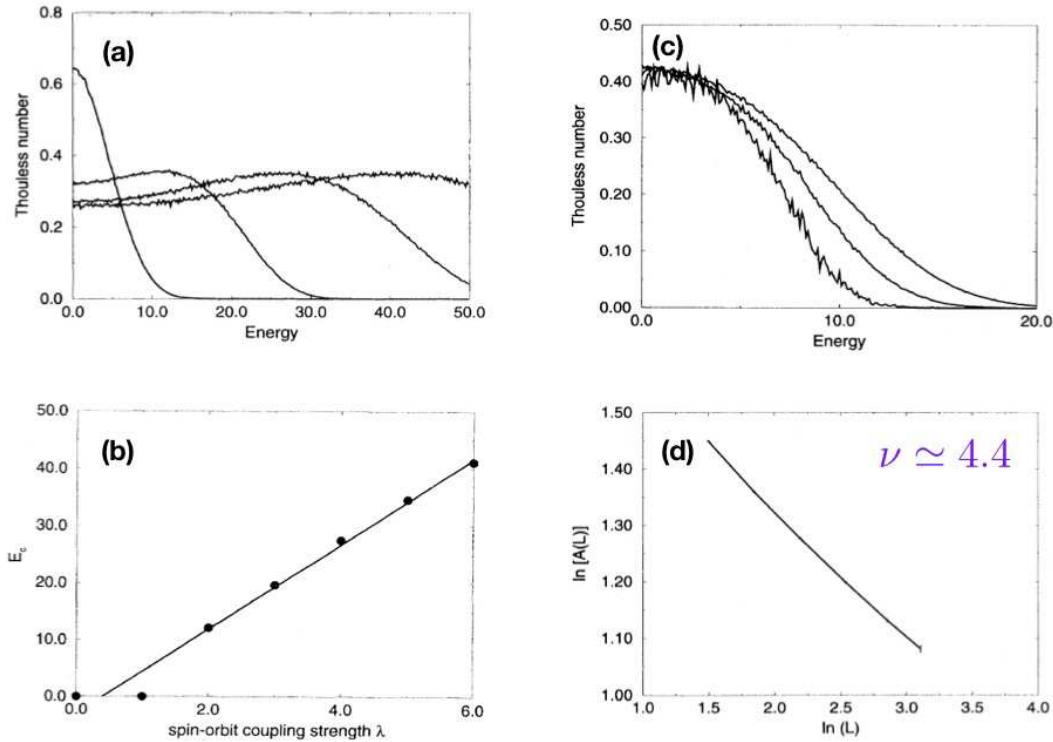 (a)
Thouless number
0.8
0.6
0.4
0.2
0.0
0.0 10.0 20.0 30.0 40.0 50.0
Energy
(c)
Thouless number
0.50
0.40
0.30
0.20
0.10
0.00
0.0 10.0 20.0
Energy
(b)
E_c
50.0
40.0
30.0
20.0
10.0
0.0
0.0 2.0 4.0 6.0
spin-orbit coupling strength λ
(d)
ν ≃ 4.4
ln [A(L)]
1.50
1.40
1.30
1.20
1.10
1.00
1.0 1.5 2.0 2.5 3.0 3.5 4.0
ln (L)